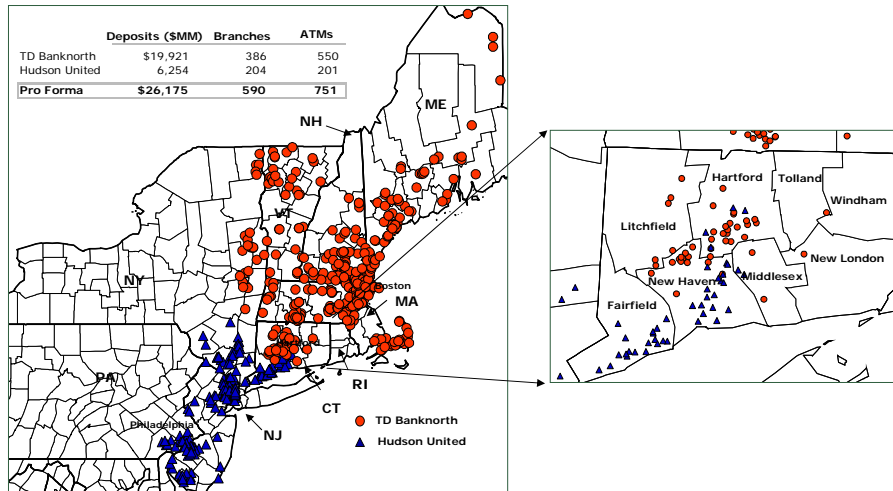 Deposits ($MM) Branches ATMs
TD Banknorth $19,921 386 550
Hudson United 6,254 204 201
Pro Forma $26,175 590 751
ME
NH
VT
NY
Boston
MA
Hartford
PA
RI
CT
Philadelphia
NJ
TD Banknorth
Hudson United
Hartford
Tolland
Windham
Litchfield
New London
New Haven
Middlesex
Fairfield